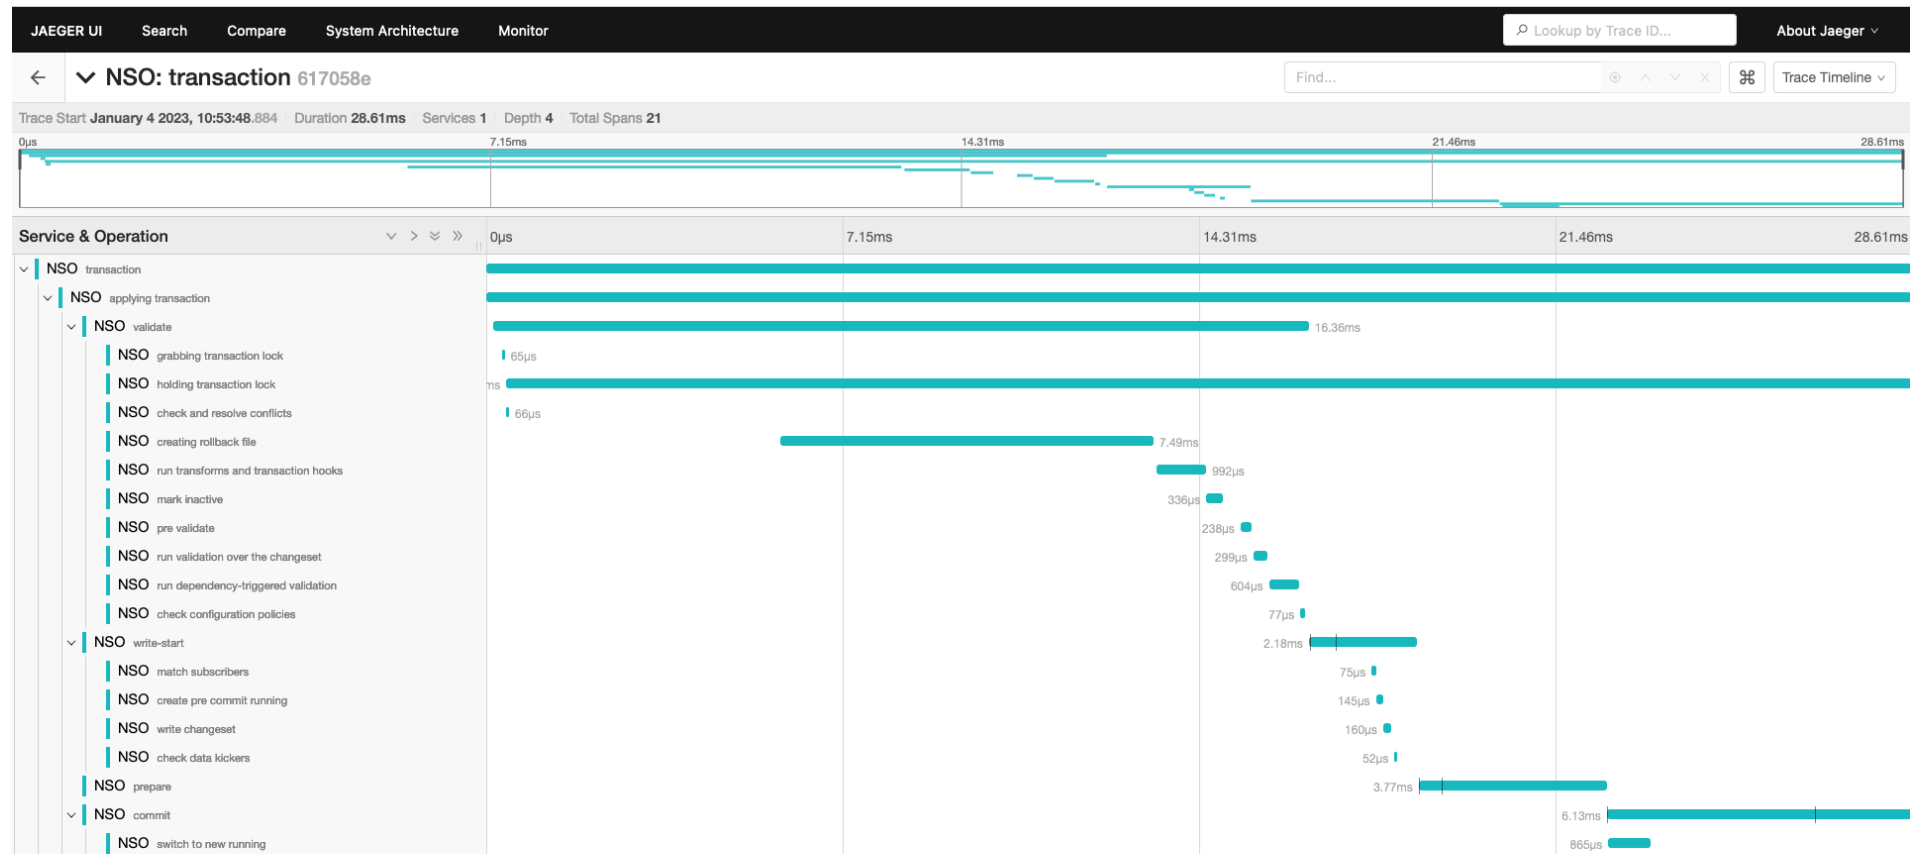 JAEGER UI Search Compare System Architecture Monitor Lookup by Trace ID... About Jaeger
NSO: transaction 617058e Find... Trace Timeline
Trace Start January 4 2023, 10:53:48.884 Duration 28.61ms Services 1 Depth 4 Total Spans 21
0μs 7.15ms 14.31ms 21.46ms 28.61ms
Service & Operation 0μs 7.15ms 14.31ms 21.46ms 28.61ms
NSO transaction
NSO applying transaction
NSO validate 16.36ms
NSO grabbing transaction lock 65μs
NSO holding transaction lock ms
NSO check and resolve conflicts 66μs
NSO creating rollback file 7.49ms
NSO run transforms and transaction hooks 992μs
NSO mark inactive 336μs
NSO pre validate 238μs
NSO run validation over the changeset 299μs
NSO run dependency-triggered validation 604μs
NSO check configuration policies 77μs
NSO write-start 2.18ms
NSO match subscribers 75μs
NSO create pre commit running 145μs
NSO write changeset 160μs
NSO check data kickers 52μs
NSO prepare 3.77ms
NSO commit 6.13ms
NSO switch to new running 865μs